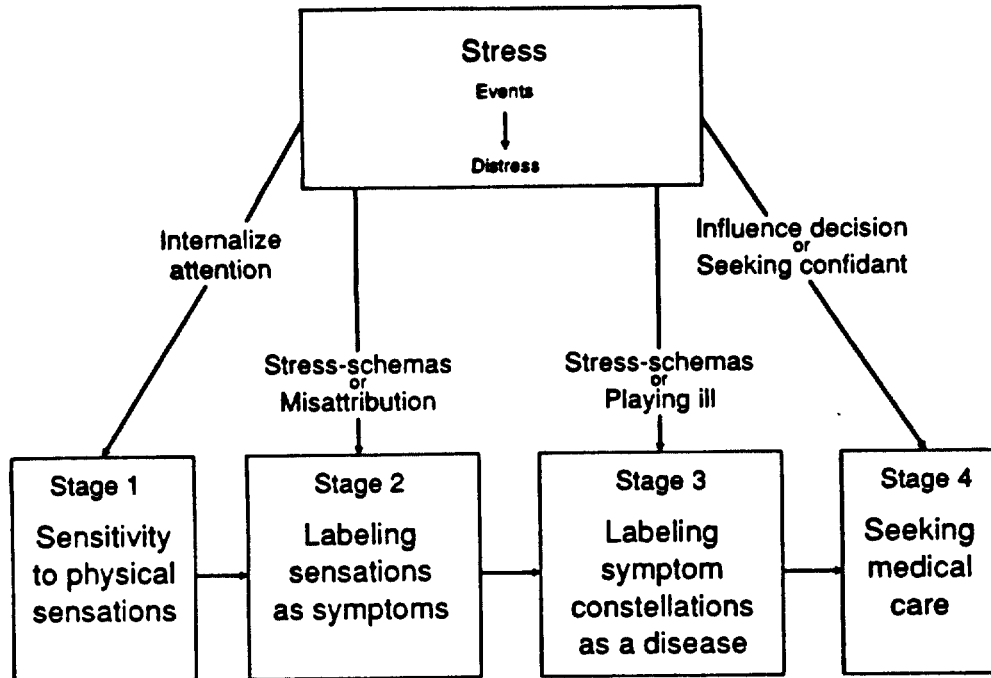 Stress
Events
Distress
Internalize
attention
Influence decision
or
Seeking confidant
Stress-schemas
or
Misattribution
Stress-schemas
or
Playing ill
Stage 1
Sensitivity
to physical
sensations
Stage 2
Labeling
sensations
as symptoms
Stage 3
Labeling
symptom
constellations
as a disease
Stage 4
Seeking
medical
care